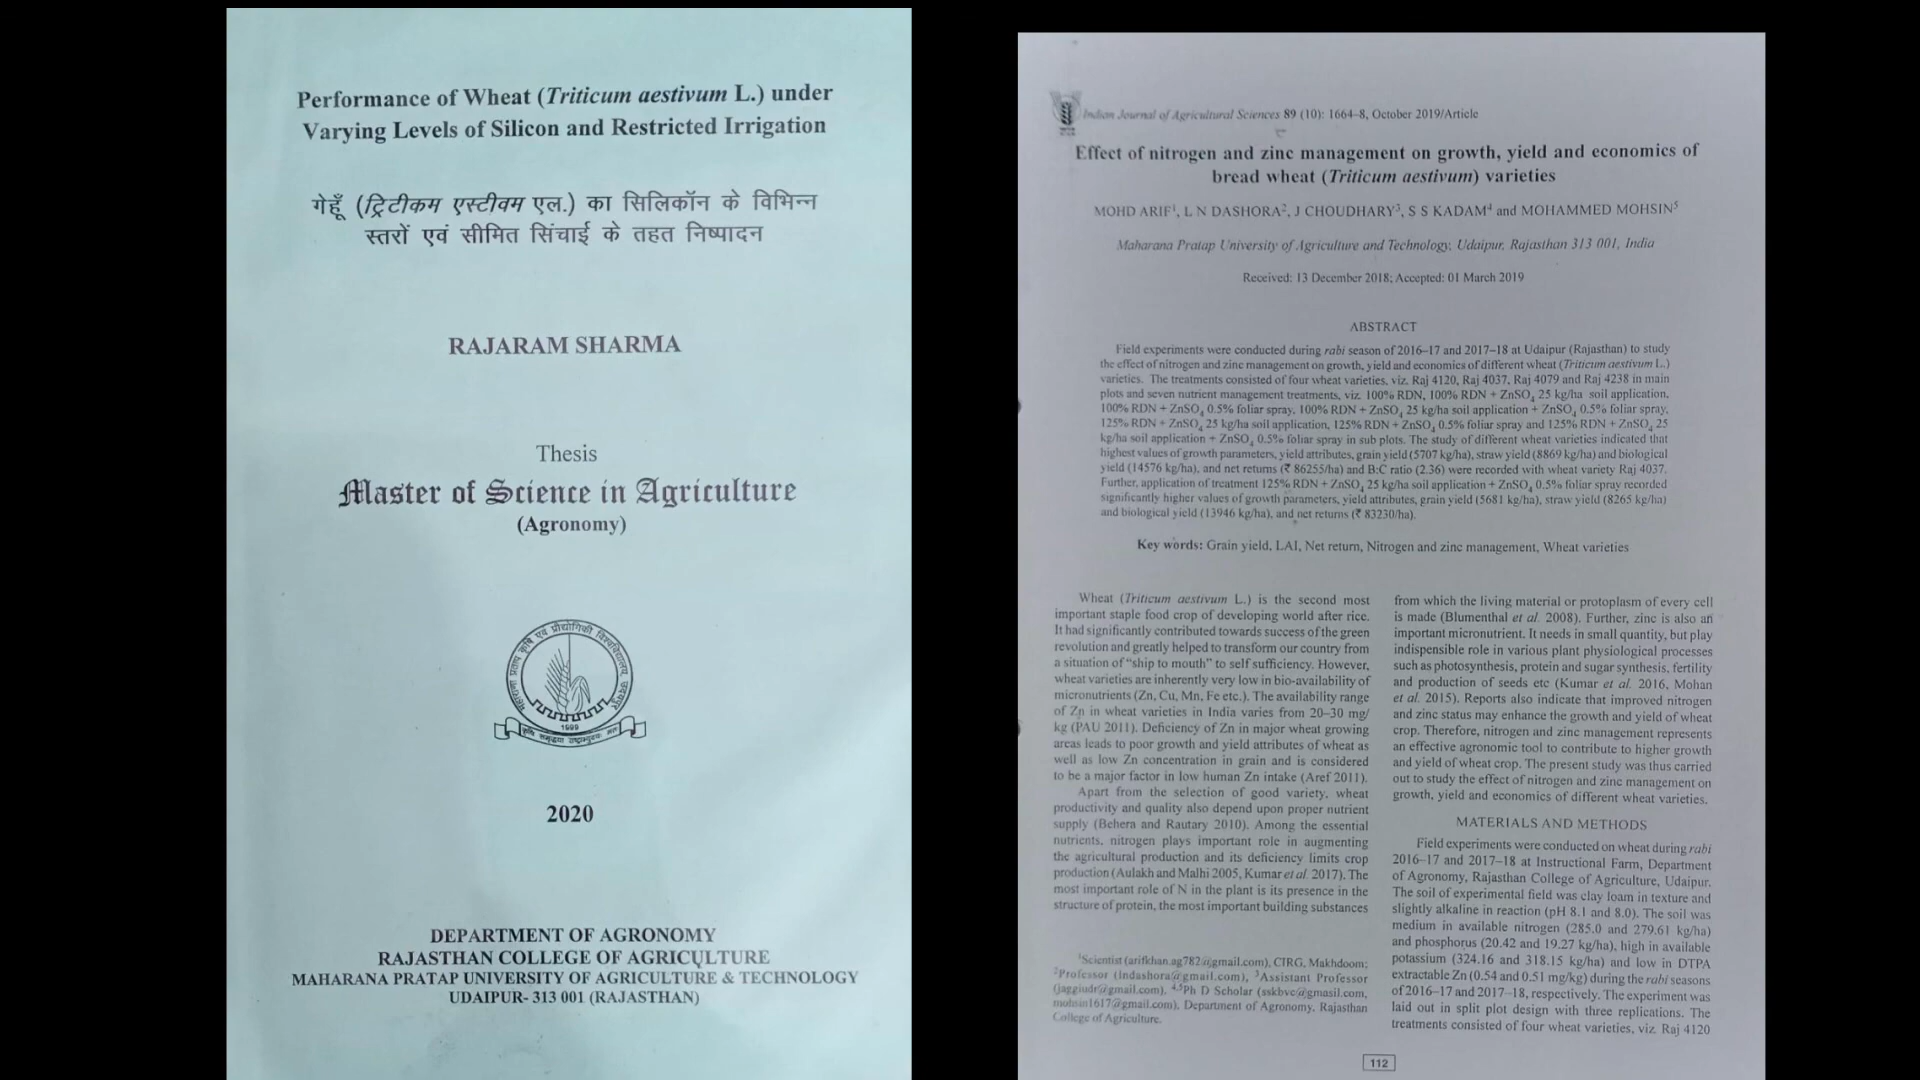 Performance of Wheat (Triticum aestivum L.) under
Varying Levels of Silicon and Restricted Irrigation
गेहूँ (ट्रिटीकम एस्टीवम एल.) का सिलिकॉन के विभिन्न
स्तरों एवं सीमित सिंचाई के तहत निष्पादन
RAJARAM SHARMA
Thesis
Master of Science in Agriculture
(Agronomy)
महाराणा प्रताप कृषि एवं प्रौद्योगिकी विश्वविद्यालय, उदयपुर
1999
DEPARTMENT OF AGRONOMY
2020
RAJASTHAN COLLEGE OF AGRICULTURE
MAHARANA PRATAP UNIVERSITY OF AGRICULTURE & TECHNOLOGY
UDAIPUR- 313 001 (RAJASTHAN)
Indian Journal of Agricultural Sciences 89 (10): 1664–8, October 2019/Article
Effect of nitrogen and zinc management on growth, yield and economics of
bread wheat (Triticum aestivum) varieties
MOHD ARIF¹, L N DASHORA², J CHOUDHARY³, S S KADAM⁴ and MOHAMMED MOHSIN⁵
Maharana Pratap University of Agriculture and Technology, Udaipur, Rajasthan 313 001, India
Received: 13 December 2018; Accepted: 01 March 2019
ABSTRACT
Field experiments were conducted during rabi season of 2016–17 and 2017–18 at Udaipur (Rajasthan) to study
the effect of nitrogen and zinc management on growth, yield and economics of different wheat (Triticum aestivum L.)
varieties. The treatments consisted of four wheat varieties, viz. Raj 4120, Raj 4037, Raj 4079 and Raj 4238 in main
plots and seven nutrient management treatments, viz. 100% RDN, 100% RDN + ZnSO₄ 25 kg/ha soil application,
100% RDN + ZnSO₄ 0.5% foliar spray, 100% RDN + ZnSO₄ 25 kg/ha soil application + ZnSO₄ 0.5% foliar spray,
125% RDN + ZnSO₄ 25 kg/ha soil application, 125% RDN + ZnSO₄ 0.5% foliar spray and 125% RDN + ZnSO₄ 25
kg/ha soil application + ZnSO₄ 0.5% foliar spray in sub plots. The study of different wheat varieties indicated that
highest values of growth parameters, yield attributes, grain yield (5707 kg/ha), straw yield (8869 kg/ha) and biological
yield (14576 kg/ha), and net returns (₹ 86255/ha) and B:C ratio (2.36) were recorded with wheat variety Raj 4037.
Further, application of treatment 125% RDN + ZnSO₄ 25 kg/ha soil application + ZnSO₄ 0.5% foliar spray recorded
significantly higher values of growth parameters, yield attributes, grain yield (5681 kg/ha), straw yield (8265 kg/ha)
and biological yield (13946 kg/ha), and net returns (₹ 83230/ha).
Key words: Grain yield, LAI, Net return, Nitrogen and zinc management, Wheat varieties
Wheat (Triticum aestivum L.) is the second most
important staple food crop of developing world after rice.
It had significantly contributed towards success of the green
revolution and greatly helped to transform our country from
a situation of “ship to mouth” to self sufficiency. However,
wheat varieties are inherently very low in bio-availability of
micronutrients (Zn, Cu, Mn, Fe etc.). The availability range
of Zn in wheat varieties in India varies from 20–30 mg/
kg (PAU 2011). Deficiency of Zn in major wheat growing
areas leads to poor growth and yield attributes of wheat as
well as low Zn concentration in grain and is considered
to be a major factor in low human Zn intake (Aref 2011).
Apart from the selection of good variety, wheat
productivity and quality also depend upon proper nutrient
supply (Behera and Rautary 2010). Among the essential
nutrients, nitrogen plays important role in augmenting
the agricultural production and its deficiency limits crop
production (Aulakh and Malhi 2005, Kumar et al. 2017). The
most important role of N in the plant is its presence in the
structure of protein, the most important building substances
¹Scientist (arifkhan.ag782@gmail.com), CIRG, Makhdoom;
²Professor (lndashora@gmail.com), ³Assistant Professor
(jaggiudr@gmail.com), ⁴,⁵Ph D Scholar (sskbvc@gmasil.com,
mohsin1617@gmail.com), Department of Agronomy, Rajasthan
College of Agriculture.
from which the living material or protoplasm of every cell
is made (Blumenthal et al. 2008). Further, zinc is also an
important micronutrient. It needs in small quantity, but play
indispensible role in various plant physiological processes
such as photosynthesis, protein and sugar synthesis, fertility
and production of seeds etc (Kumar et al. 2016, Mohan
et al. 2015). Reports also indicate that improved nitrogen
and zinc status may enhance the growth and yield of wheat
crop. Therefore, nitrogen and zinc management represents
an effective agronomic tool to contribute to higher growth
and yield of wheat crop. The present study was thus carried
out to study the effect of nitrogen and zinc management on
growth, yield and economics of different wheat varieties.
MATERIALS AND METHODS
Field experiments were conducted on wheat during rabi
2016–17 and 2017–18 at Instructional Farm, Department
of Agronomy, Rajasthan College of Agriculture, Udaipur.
The soil of experimental field was clay loam in texture and
slightly alkaline in reaction (pH 8.1 and 8.0). The soil was
medium in available nitrogen (285.0 and 279.61 kg/ha)
and phosphorus (20.42 and 19.27 kg/ha), high in available
potassium (324.16 and 318.15 kg/ha) and low in DTPA
extractable Zn (0.54 and 0.51 mg/kg) during the rabi seasons
of 2016–17 and 2017–18, respectively. The experiment was
laid out in split plot design with three replications. The
treatments consisted of four wheat varieties, viz. Raj 4120
112